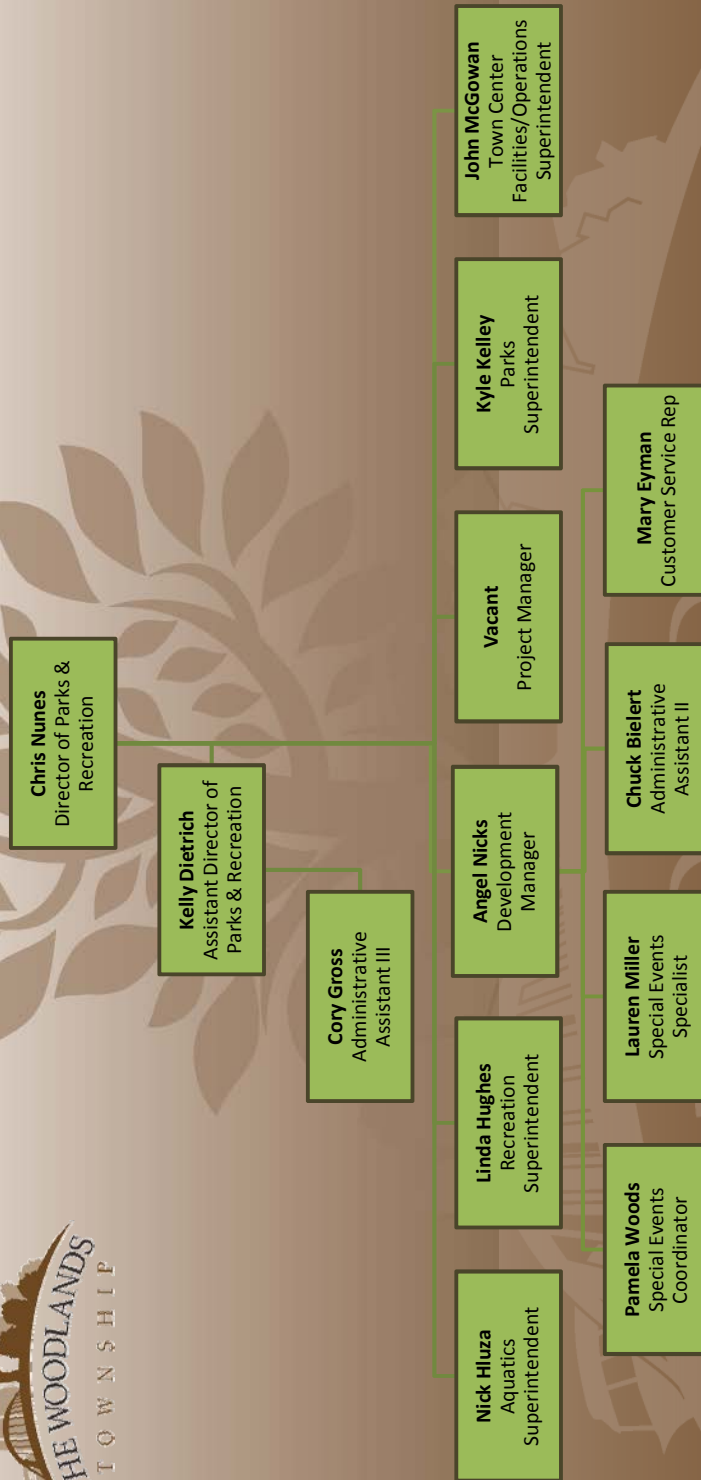 THE WOODLANDS
TOWNSHIP
Chris Nunes
Director of Parks &
Recreation
Kelly Dietrich
Assistant Director of
Parks & Recreation
Cory Gross
Administrative
Assistant III
Nick Hluza
Aquatics
Superintendent
Linda Hughes
Recreation
Superintendent
Angel Nicks
Development
Manager
Vacant
Project Manager
Kyle Kelley
Parks
Superintendent
John McGowan
Town Center
Facilities/Operations
Superintendent
Pamela Woods
Special Events
Coordinator
Lauren Miller
Special Events
Specialist
Chuck Bielert
Administrative
Assistant II
Mary Eyman
Customer Service Rep